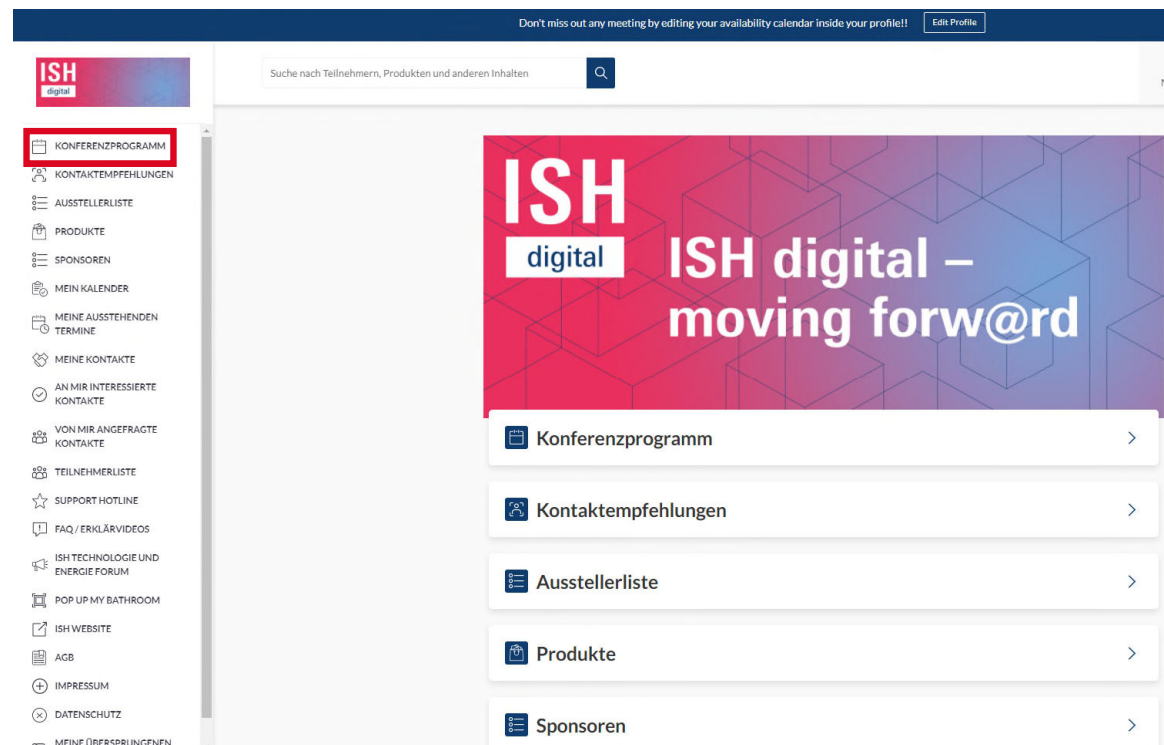 Don't miss out any meeting by editing your availability calendar inside your profile!!
Edit Profile
ISH
digital
Suche nach Teilnehmern, Produkten und anderen Inhalten
KONFERENZPROGRAMM
KONTAKTEMPFEHLUNGEN
AUSSTELLERLISTE
PRODUKTE
SPONSOREN
MEIN KALENDER
MEINE AUSSTEHENDEN
TERMINE
MEINE KONTAKTE
AN MIR INTERESSIERTE
KONTAKTE
VON MIR ANGEFRAGTE
KONTAKTE
TEILNEHMERLISTE
SUPPORT HOTLINE
FAQ / ERKLÄRVIDEOS
ISH TECHNOLOGIE UND
ENERGIE FORUM
POP UP MY BATHROOM
ISH WEBSITE
AGB
IMPRESSUM
DATENSCHUTZ
MEINE ÜBERSPRUNGENEN
ISH
digital
ISH digital –
moving forw@rd
Konferenzprogramm
Kontaktempfehlungen
Ausstellerliste
Produkte
Sponsoren